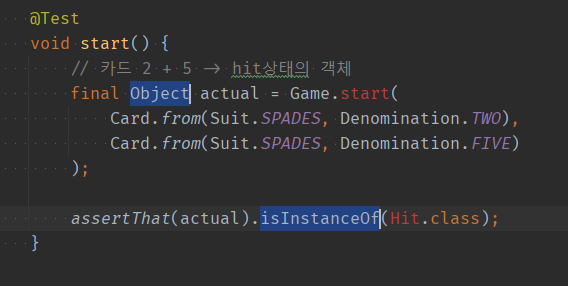 @Test
void start() {
// 카드 2 + 5 -> hit상태의 객체
final Object actual = Game.start(
Card.from(Suit.SPADES, Denomination.TWO),
Card.from(Suit.SPADES, Denomination.FIVE)
);
assertThat(actual).isInstanceOf(Hit.class);
}